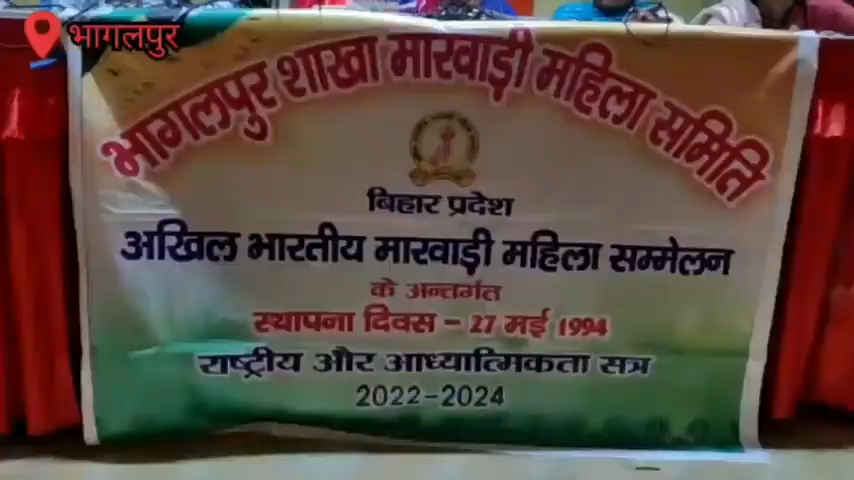 भागलपुर
भागलपुर शाखा मारवाड़ी महिला समिति
बिहार प्रदेश
अखिल भारतीय मारवाड़ी महिला सम्मेलन
के अन्तर्गत
स्थापना दिवस – 27 मई 1994
राष्ट्रीय और आध्यात्मिकता सत्र
2022-2024